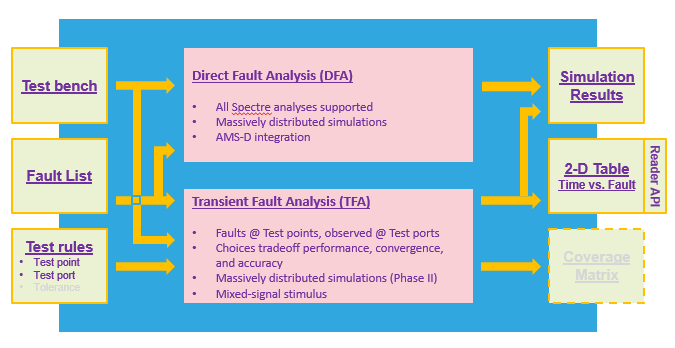 Test bench
Fault List
Test rules
• Test point
• Test port
• Tolerance
Direct Fault Analysis (DFA)
• All Spectre analyses supported
• Massively distributed simulations
• AMS-D integration
Transient Fault Analysis (TFA)
• Faults @ Test points, observed @ Test ports
• Choices tradeoff performance, convergence,
and accuracy
• Massively distributed simulations (Phase II)
• Mixed-signal stimulus
Simulation
Results
2-D Table
Time vs. Fault
Reader API
Coverage
Matrix